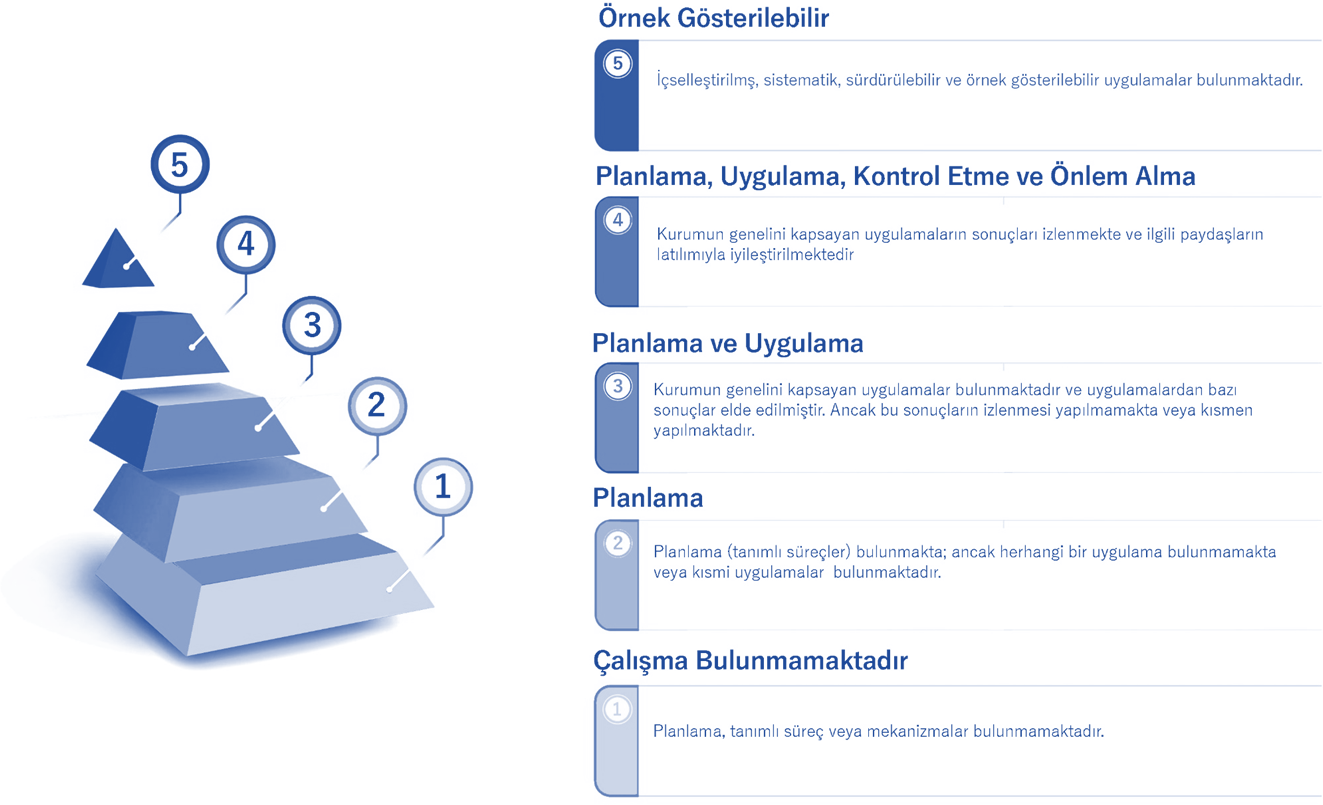 Örnek Gösterilebilir
5
İçselleştirilmş, sistematik, sürdürülebilir ve örnek gösterilebilir uygulamalar bulunmaktadır.
Planlama, Uygulama, Kontrol Etme ve Önlem Alma
4
Kurumun genelini kapsayan uygulamaların sonuçları izlenmekte ve ilgili paydaşların
latılımıyla iyileştirilmektedir
Planlama ve Uygulama
3
Kurumun genelini kapsayan uygulamalar bulunmaktadır ve uygulamalardan bazı
sonuçlar elde edilmiştir. Ancak bu sonuçların izlenmesi yapılmamakta veya kısmen
yapılmaktadır.
Planlama
2
Planlama (tanımlı süreçler) bulunmakta; ancak herhangi bir uygulama bulunmamakta
veya kısmi uygulamalar  bulunmaktadır.
Çalışma Bulunmamaktadır
1
Planlama, tanımlı süreç veya mekanizmalar bulunmamaktadır.
5
4
3
2
1